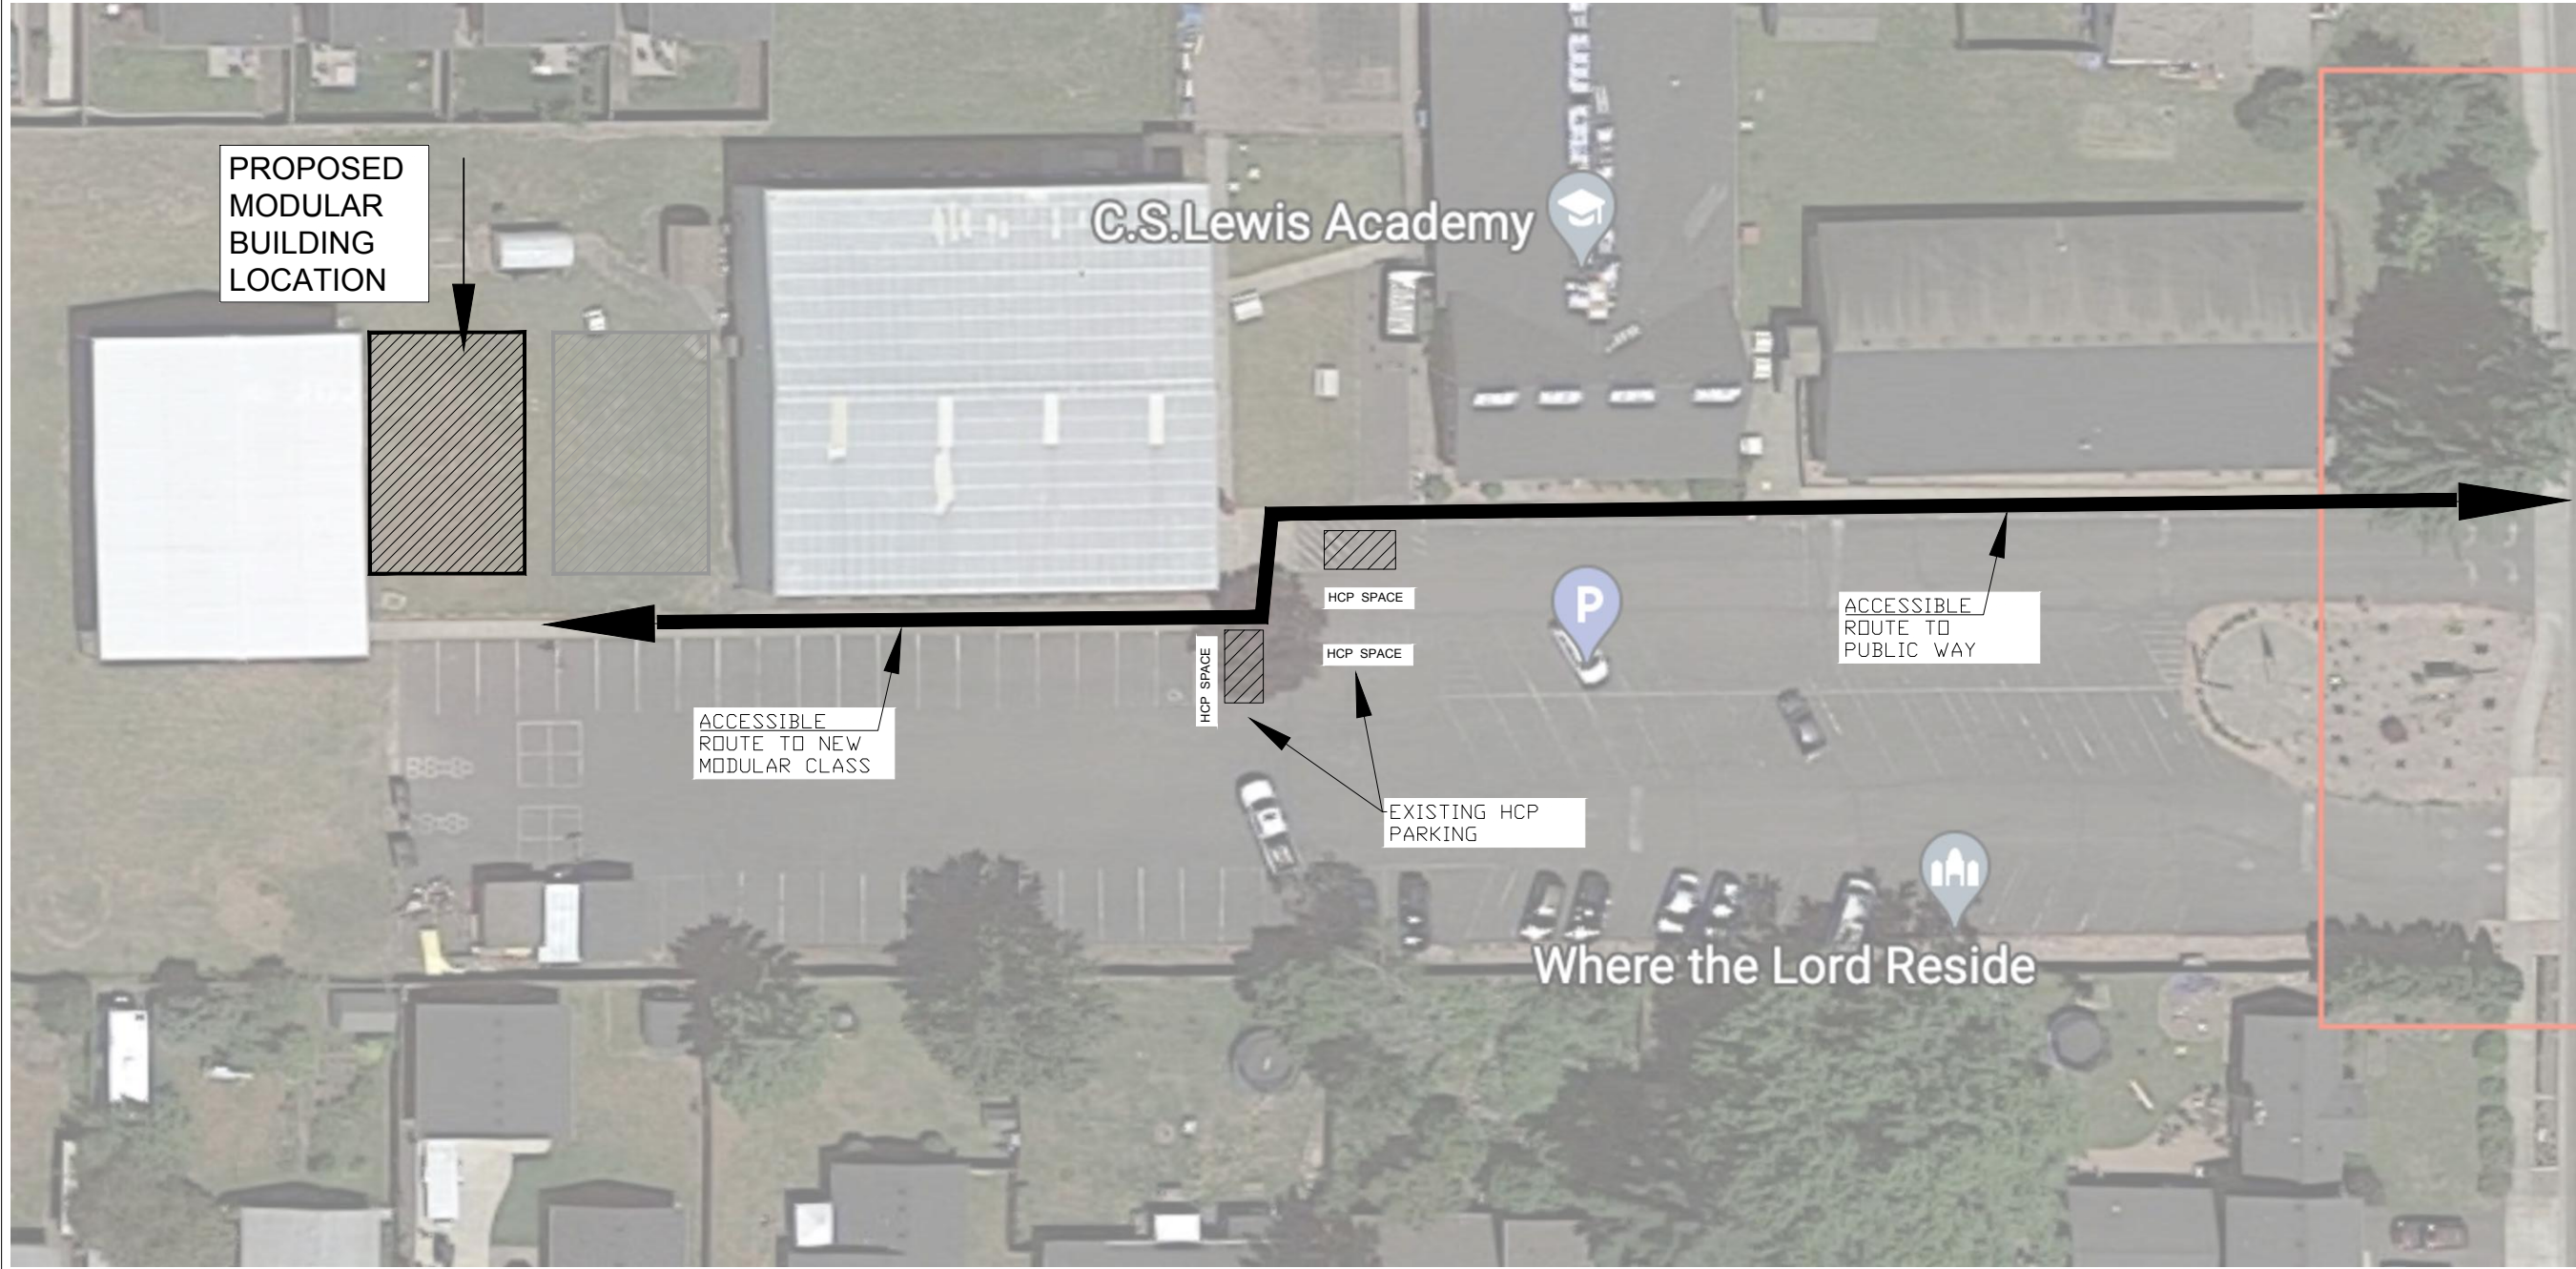 PROPOSED
MODULAR
BUILDING
LOCATION
C.S.Lewis Academy
HCP SPACE
HCP SPACE
HCP SPACE
P
ACCESSIBLE
ROUTE TO
PUBLIC WAY
ACCESSIBLE
ROUTE TO NEW
MODULAR CLASS
EXISTING HCP
PARKING
Where the Lord Reside